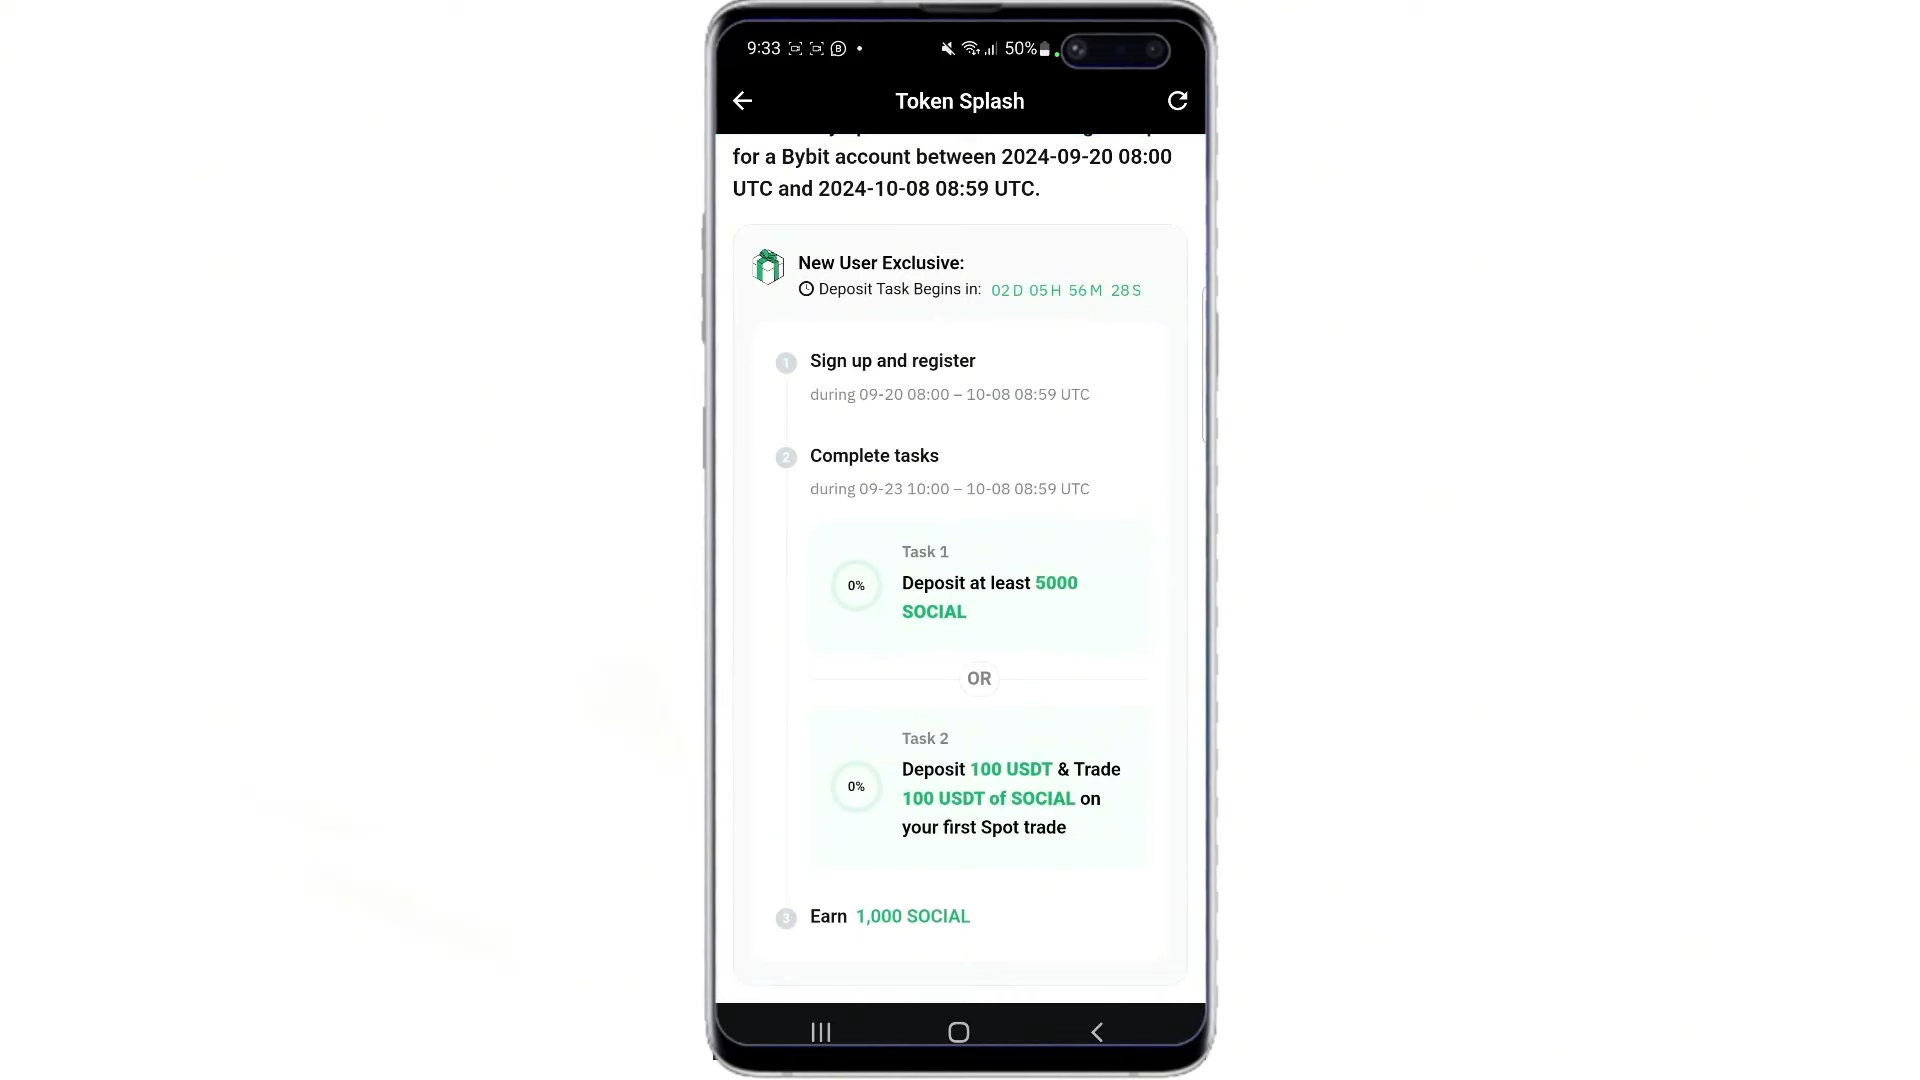 9:33
50%
Token Splash
for a Bybit account between 2024-09-20 08:00
UTC and 2024-10-08 08:59 UTC.
New User Exclusive:
Deposit Task Begins in: 02D 05H 56M 28S
1 Sign up and register
during 09-20 08:00 – 10-08 08:59 UTC
2 Complete tasks
during 09-23 10:00 – 10-08 08:59 UTC
Task 1
0%
Deposit at least 5000
SOCIAL
OR
Task 2
Deposit 100 USDT & Trade
0%
100 USDT of SOCIAL on
your first Spot trade
3 Earn 1,000 SOCIAL